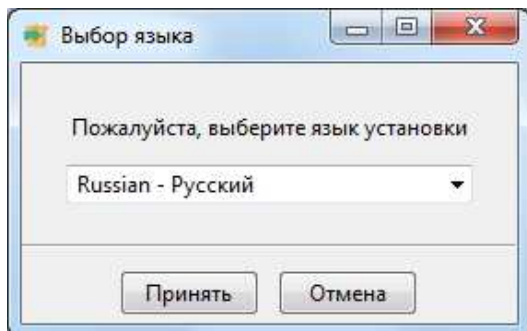 Выбор языка
Пожалуйста, выберите язык установки
Russian - Русский
Принять
Отмена